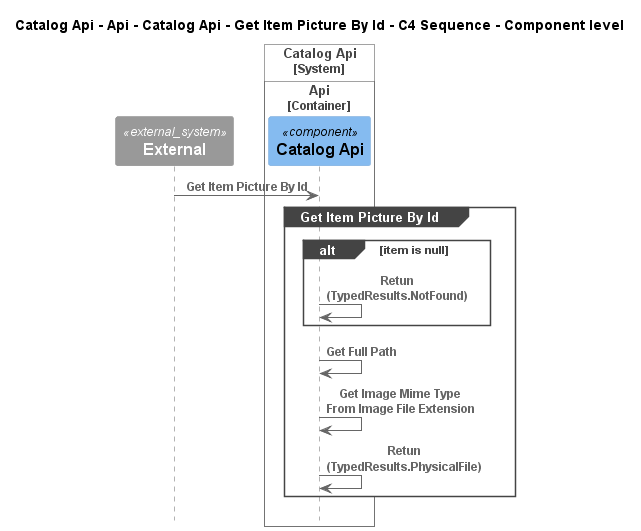 Catalog Api - Api - Catalog Api - Get Item Picture By Id - C4 Sequence - Component level
Catalog Api
[System]
Api
[Container]
«external_system»
External
«component»
Catalog Api
Get Item Picture By Id
Get Item Picture By Id
alt [item is null]
Retun
(TypedResults.NotFound)
Get Full Path
Get Image Mime Type
From Image File Extension
Retun
(TypedResults.PhysicalFile)